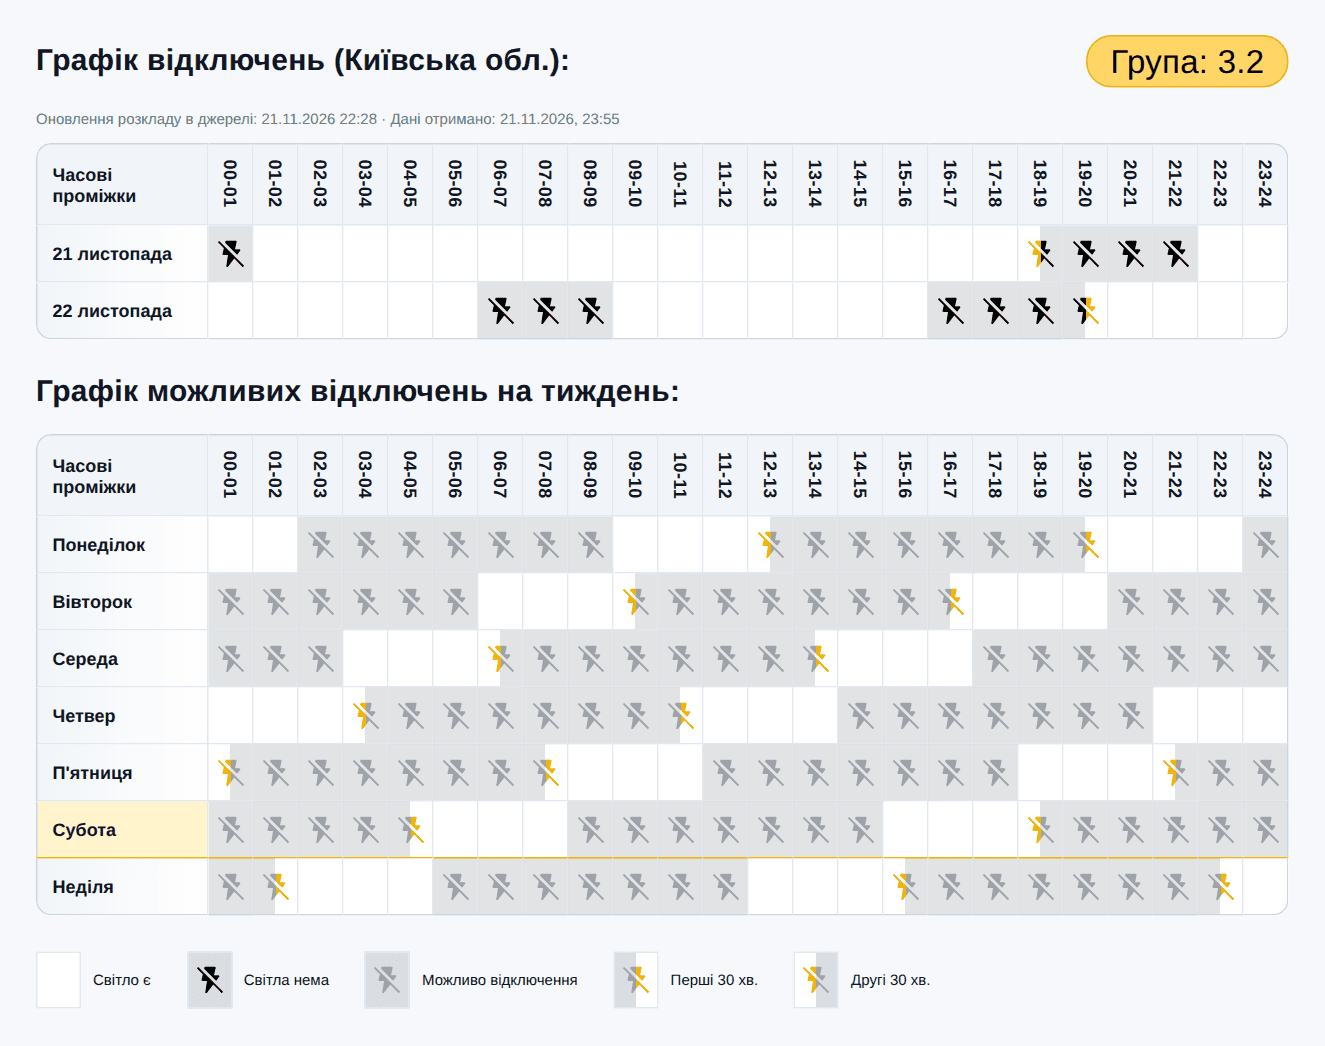 Графік відключень (Київська обл.):
Група: 3.2
Оновлення розкладу в джерелі: 21.11.2026 22:28 · Дані отримано: 21.11.2026, 23:55
Часові проміжки 00-01 01-02 02-03 03-04 04-05 05-06 06-07 07-08 08-09 09-10 10-11 11-12 12-13 13-14 14-15 15-16 16-17 17-18 18-19 19-20 20-21 21-22 22-23 23-24
21 листопада
22 листопада
Графік можливих відключень на тиждень:
Часові проміжки 00-01 01-02 02-03 03-04 04-05 05-06 06-07 07-08 08-09 09-10 10-11 11-12 12-13 13-14 14-15 15-16 16-17 17-18 18-19 19-20 20-21 21-22 22-23 23-24
Понеділок
Вівторок
Середа
Четвер
П'ятниця
Субота
Неділя
Світло є Світла нема Можливо відключення Перші 30 хв. Другі 30 хв.